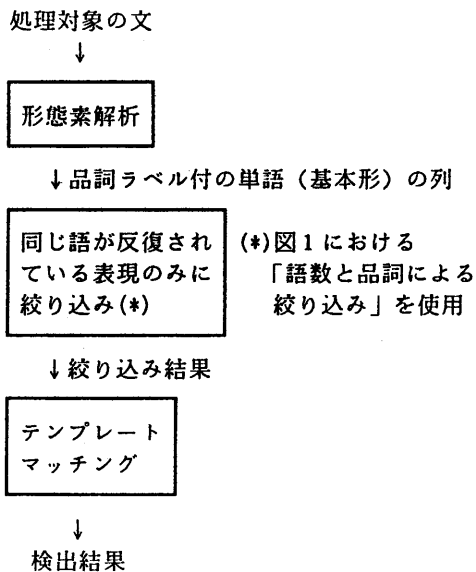 処理対象の文
↓
形態素解析
↓品詞ラベル付の単語（基本形）の列
同じ語が反復され
ている表現のみに
絞り込み(*)
(*)図1における
「語数と品詞による
絞り込み」を使用
↓絞り込み結果
テンプレート
マッチング
↓
検出結果